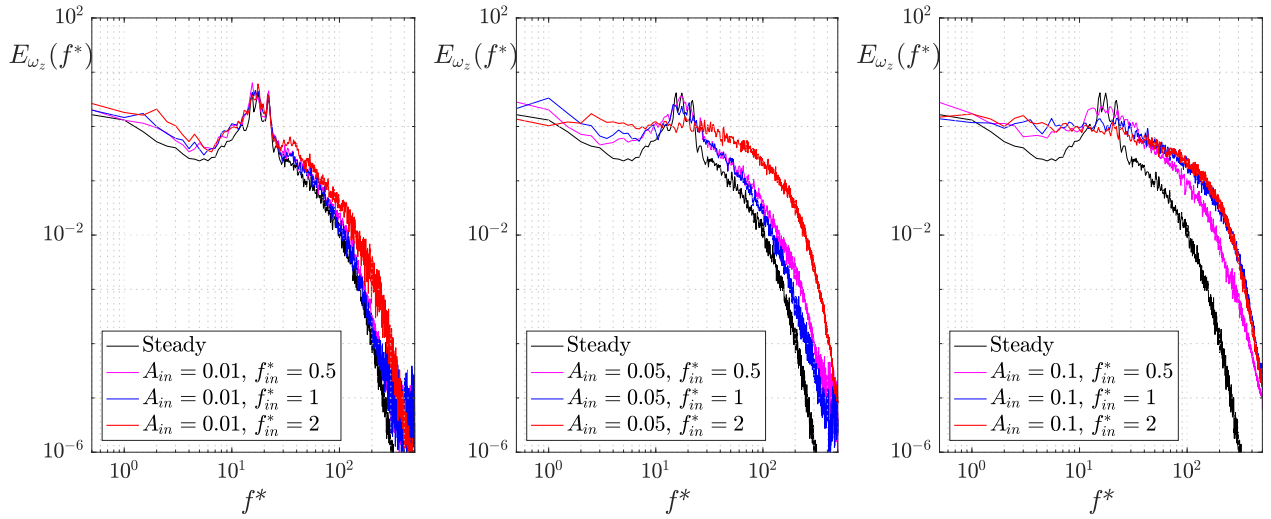 10^2
E_{ω_z}(f*)
10^{-2}
10^{-6}
Steady
A_{in} = 0.01, f*_{in} = 0.5
A_{in} = 0.01, f*_{in} = 1
A_{in} = 0.01, f*_{in} = 2
10^0 10^1 10^2
f*
10^2
E_{ω_z}(f*)
10^{-2}
10^{-6}
Steady
A_{in} = 0.05, f*_{in} = 0.5
A_{in} = 0.05, f*_{in} = 1
A_{in} = 0.05, f*_{in} = 2
10^0 10^1 10^2
f*
10^2
E_{ω_z}(f*)
10^{-2}
10^{-6}
Steady
A_{in} = 0.1, f*_{in} = 0.5
A_{in} = 0.1, f*_{in} = 1
A_{in} = 0.1, f*_{in} = 2
10^0 10^1 10^2
f*